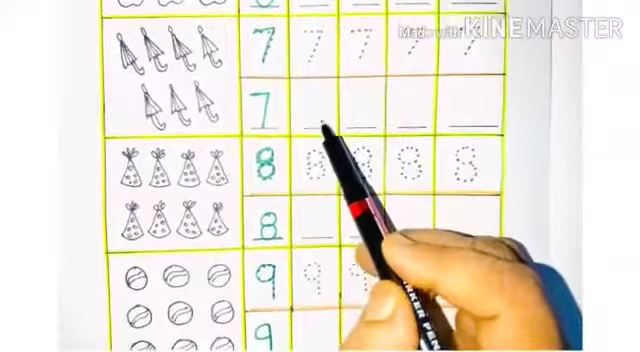 7 7 7 7 7
7
8 8 8 8 8
8
9 9 9
9
Made with KINEMASTER
RKER PEN